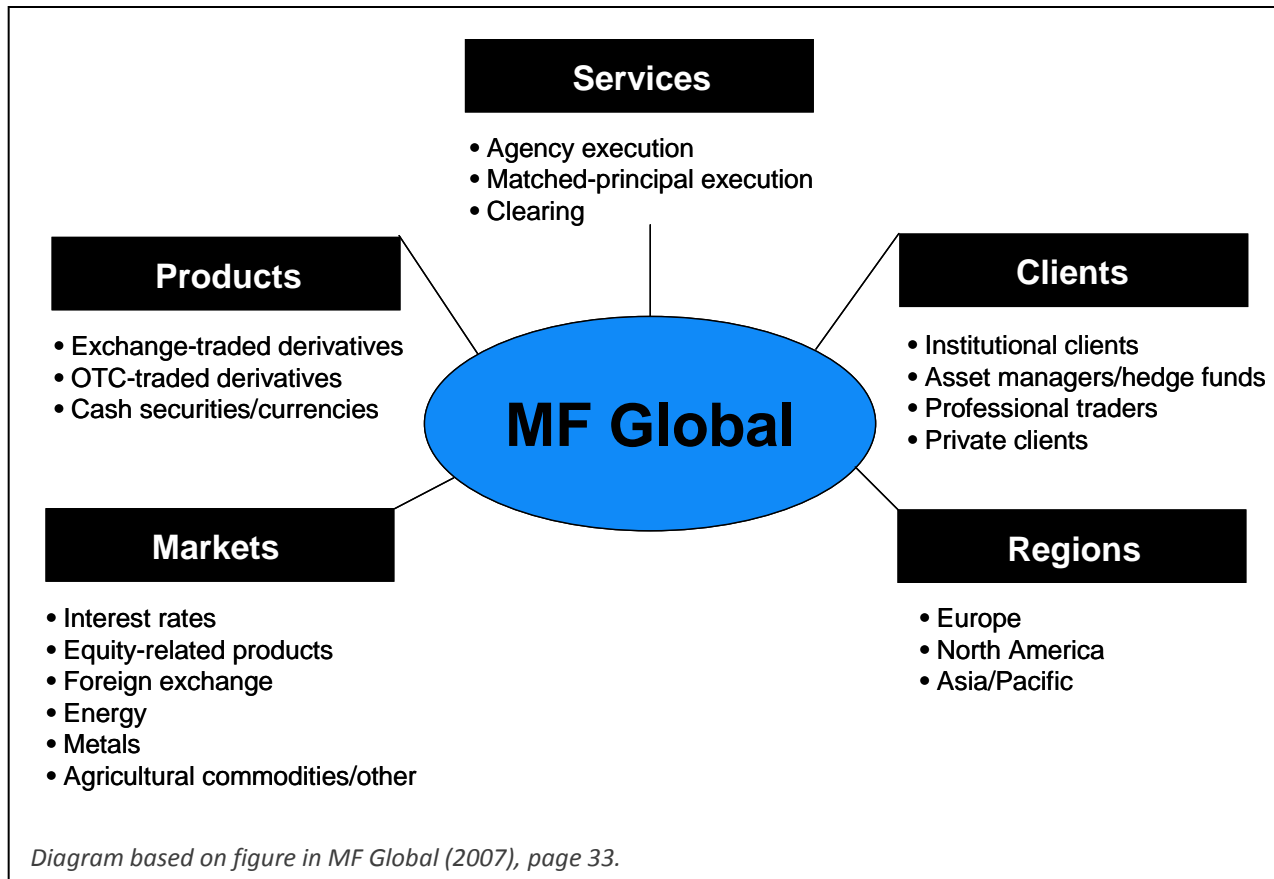 Services
• Agency execution
• Matched-principal execution
• Clearing
Products
• Exchange-traded derivatives
• OTC-traded derivatives
• Cash securities/currencies
Clients
• Institutional clients
• Asset managers/hedge funds
• Professional traders
• Private clients
MF Global
Markets
• Interest rates
• Equity-related products
• Foreign exchange
• Energy
• Metals
• Agricultural commodities/other
Regions
• Europe
• North America
• Asia/Pacific
Diagram based on figure in MF Global (2007), page 33.